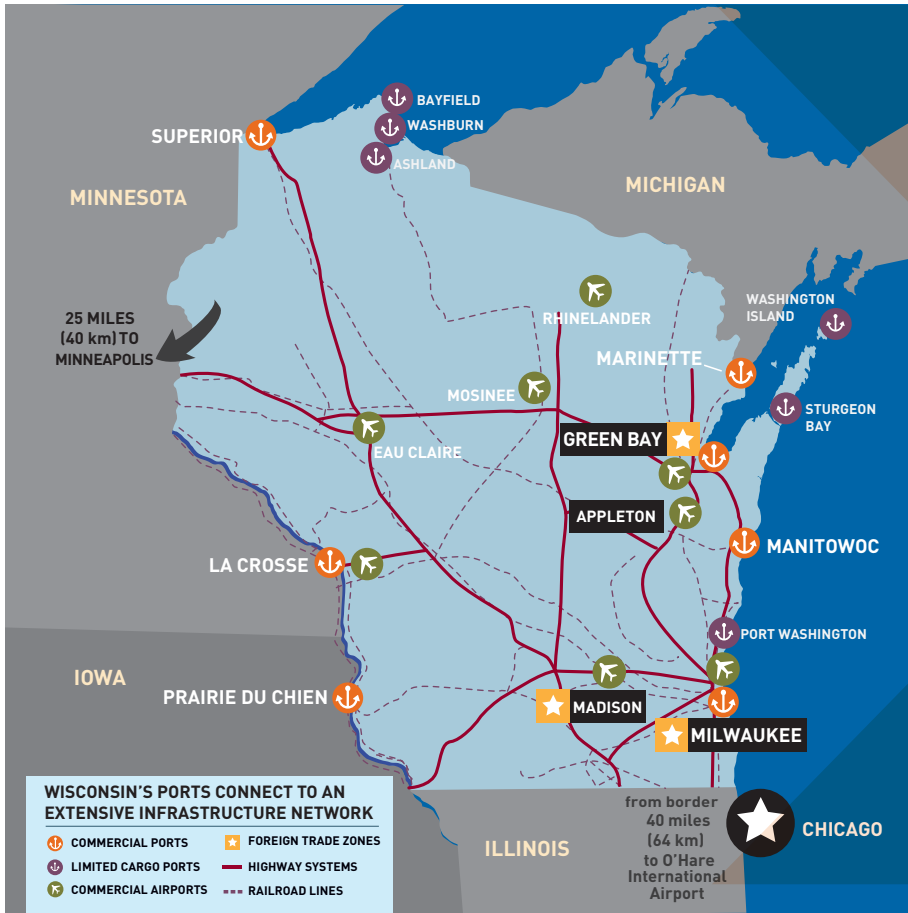 BAYFIELD
WASHBURN
SUPERIOR
ASHLAND
MINNESOTA
MICHIGAN
WASHINGTON
ISLAND
25 MILES
(40 km) TO
MINNEAPOLIS
RHINELANDER
MARINETTE
MOSINEE
STURGEON
BAY
GREEN BAY
EAU CLAIRE
APPLETON
MANITOWOC
LA CROSSE
PORT WASHINGTON
IOWA
PRAIRIE DU CHIEN
MADISON
MILWAUKEE
WISCONSIN'S PORTS CONNECT TO AN
EXTENSIVE INFRASTRUCTURE NETWORK
COMMERCIAL PORTS
FOREIGN TRADE ZONES
LIMITED CARGO PORTS
HIGHWAY SYSTEMS
COMMERCIAL AIRPORTS
RAILROAD LINES
ILLINOIS
from border
40 miles
(64 km)
to O'Hare
International
Airport
CHICAGO